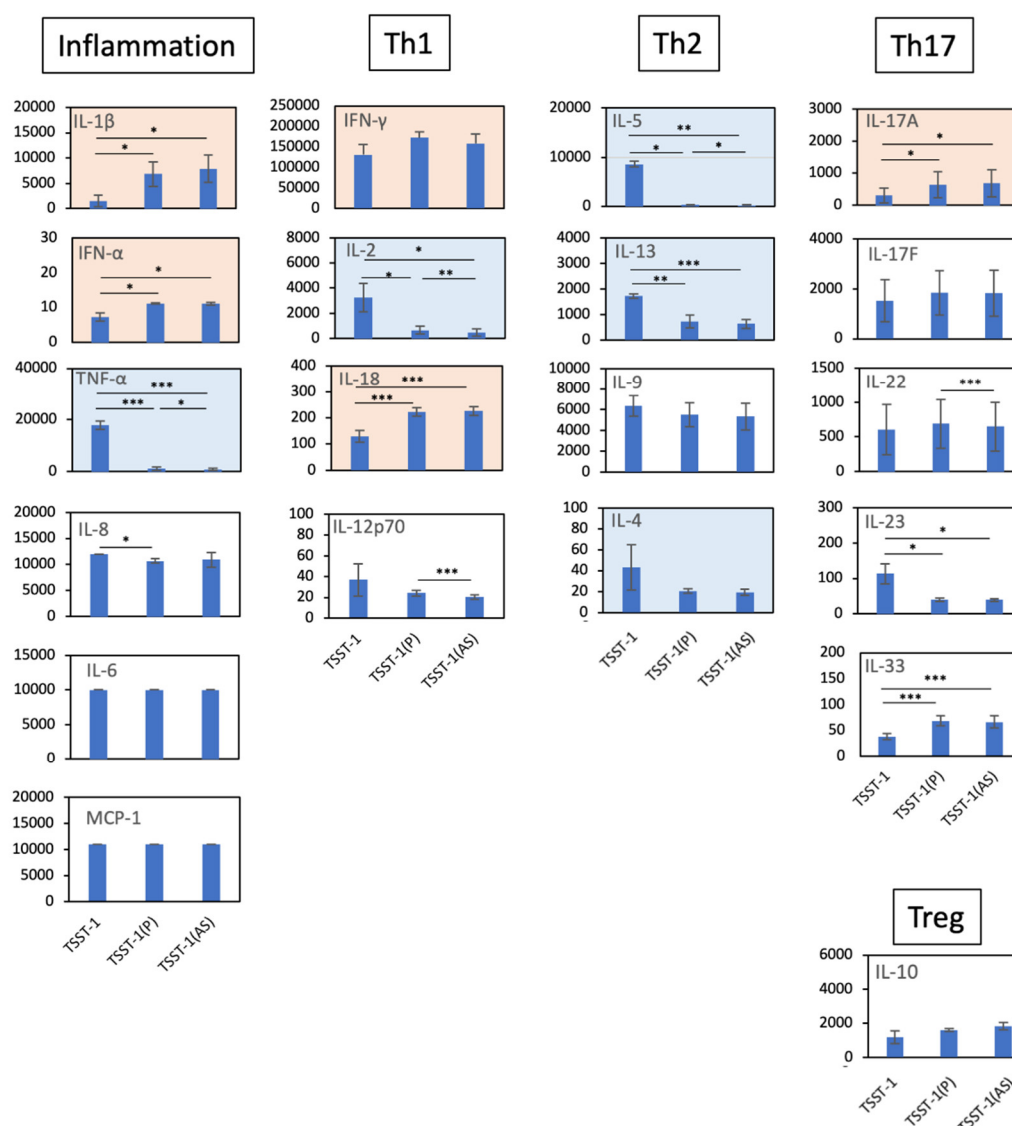 Inflammation
Th1
Th2
Th17
20000
15000
10000
5000
0
IL-1β
*
*
30
20
10
0
IFN-α
*
*
40000
20000
0
TNF-α
***
***
*
20000
15000
10000
5000
0
IL-8
*
15000
10000
5000
0
IL-6
20000
15000
10000
5000
0
MCP-1
TSST-1
TSST-1(P)
TSST-1(AS)
250000
200000
150000
100000
50000
0
IFN-γ
8000
6000
4000
2000
0
IL-2
*
*
**
400
300
200
100
0
IL-18
***
***
100
80
60
40
20
0
IL-12p70
***
TSST-1
TSST-1(P)
TSST-1(AS)
20000
10000
0
IL-5
**
*
*
4000
3000
2000
1000
0
IL-13
***
**
10000
8000
6000
4000
2000
0
IL-9
100
80
60
40
20
0
IL-4
TSST-1
TSST-1(P)
TSST-1(AS)
3000
2000
1000
0
IL-17A
*
*
4000
2000
0
IL-17F
1500
1000
500
0
IL-22
***
300
200
100
0
IL-23
*
*
200
150
100
50
0
IL-33
***
***
TSST-1
TSST-1(P)
TSST-1(AS)
Treg
6000
4000
2000
0
IL-10
TSST-1
TSST-1(P)
TSST-1(AS)